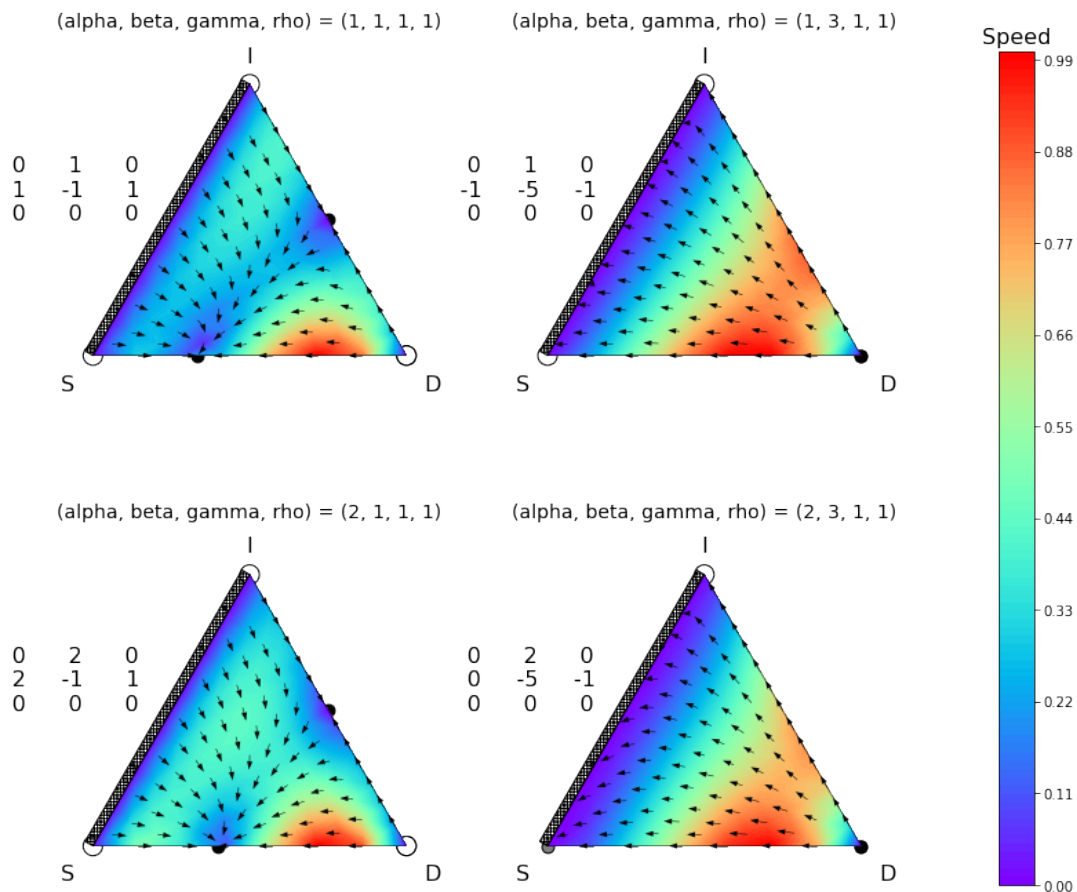 (alpha, beta, gamma, rho) = (1, 1, 1, 1)
(alpha, beta, gamma, rho) = (1, 3, 1, 1)
Speed
I
I
0 1 0
1 -1 1
0 0 0
0 1 0
-1 -5 -1
0 0 0
S
D
S
D
(alpha, beta, gamma, rho) = (2, 1, 1, 1)
(alpha, beta, gamma, rho) = (2, 3, 1, 1)
I
I
0 2 0
2 -1 1
0 0 0
0 2 0
0 -5 -1
0 0 0
S
D
S
D
0.99
0.88
0.77
0.66
0.55
0.44
0.33
0.22
0.11
0.00